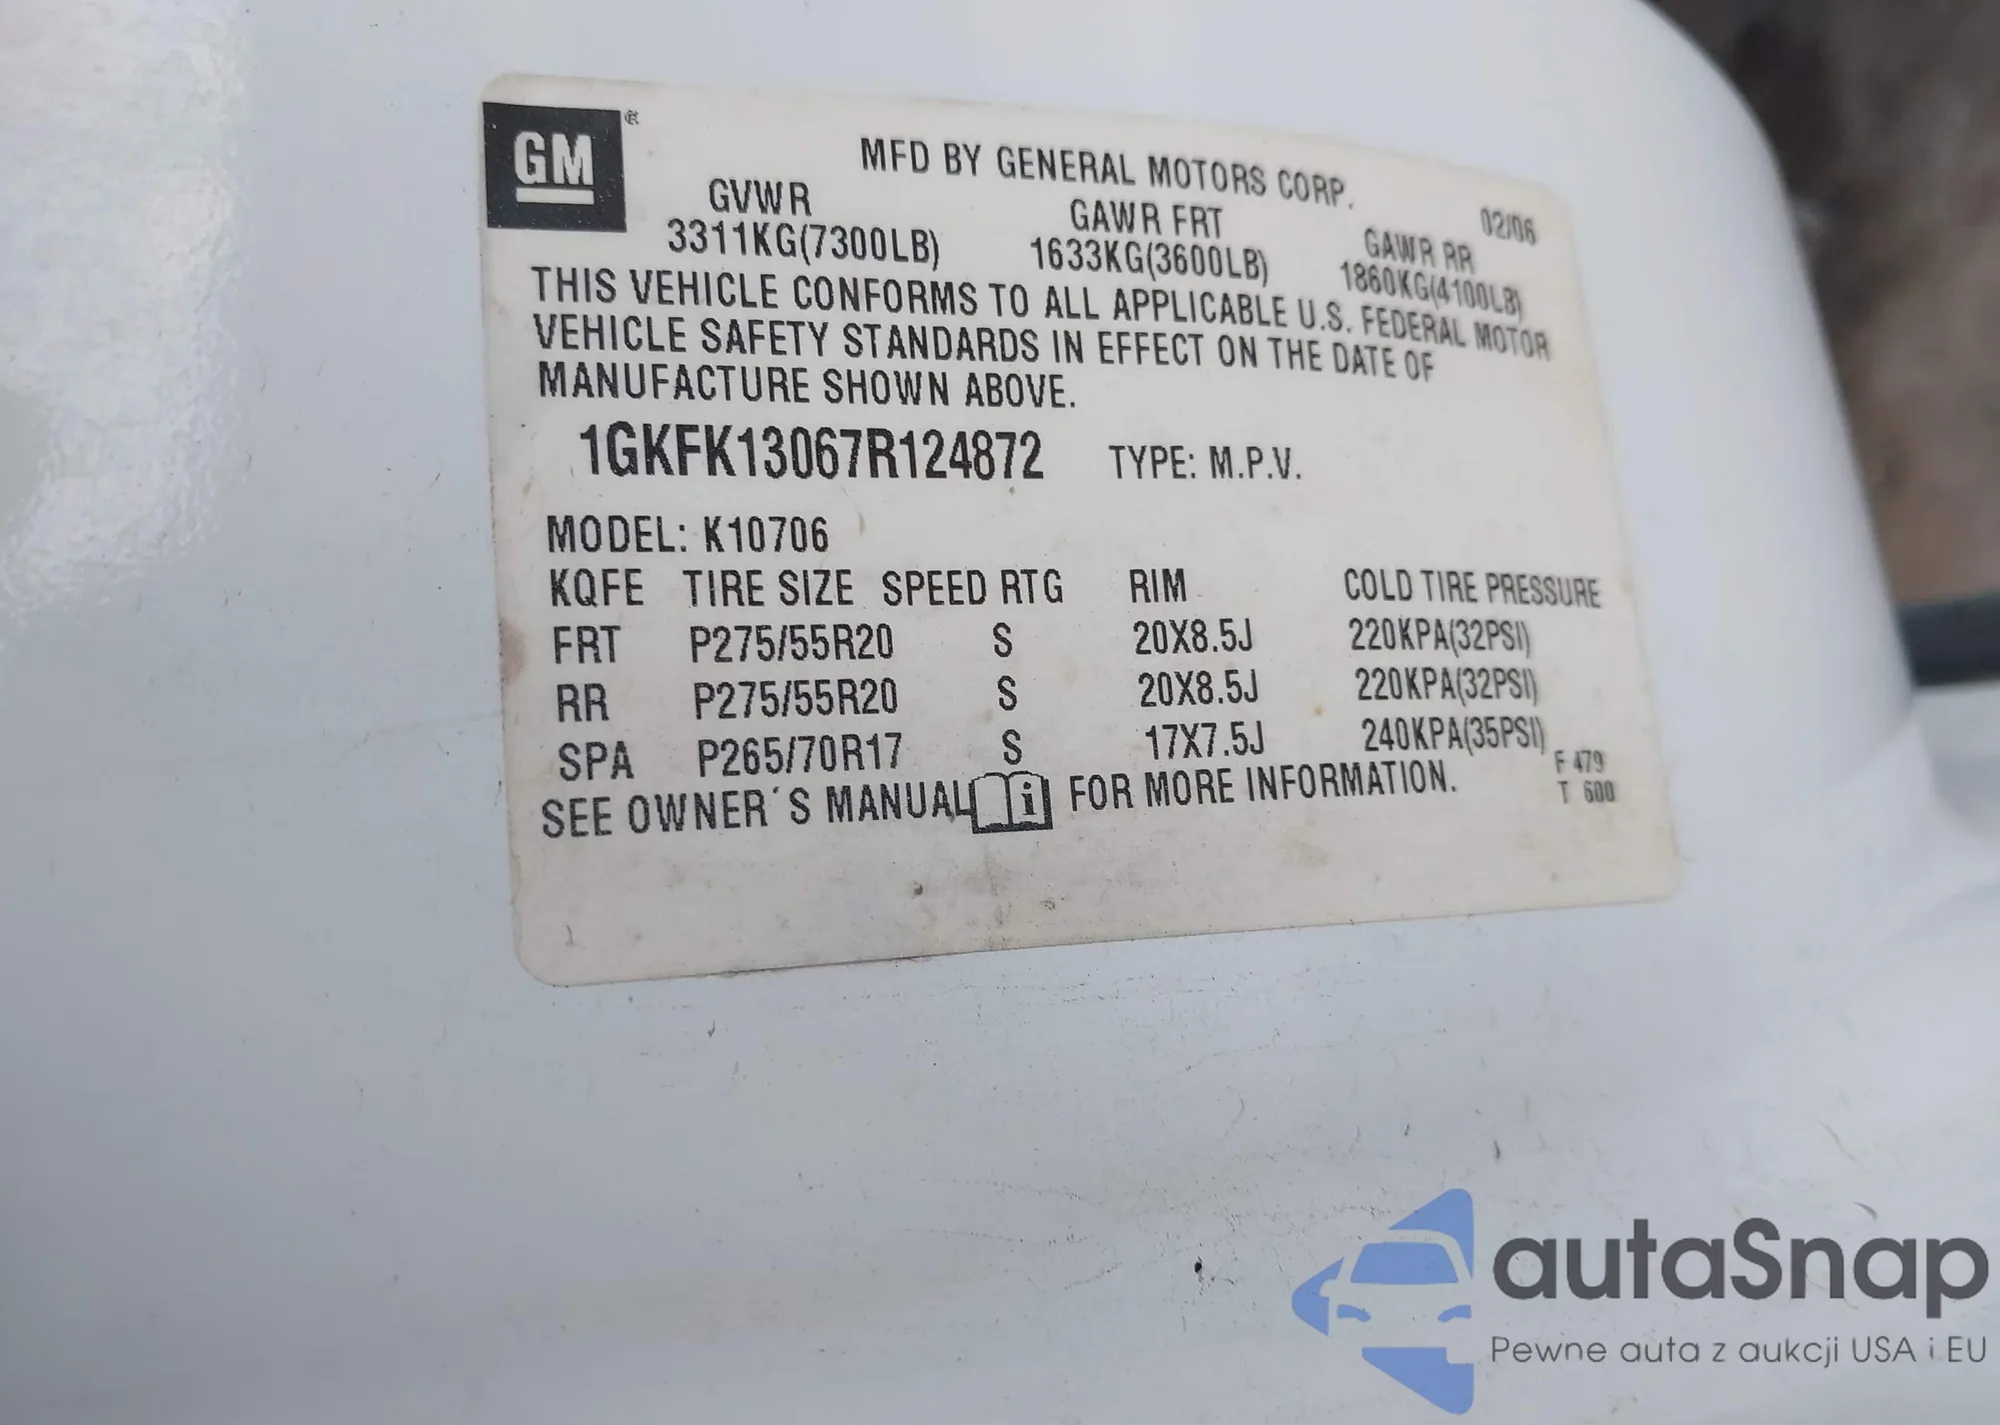 GM®
MFD BY GENERAL MOTORS CORP.
02/06
GVWR GAWR FRT GAWR RR
3311KG(7300LB) 1633KG(3600LB) 1860KG(4100LB)
THIS VEHICLE CONFORMS TO ALL APPLICABLE U.S. FEDERAL MOTOR
VEHICLE SAFETY STANDARDS IN EFFECT ON THE DATE OF
MANUFACTURE SHOWN ABOVE.
1GKFK13067R124872 TYPE: M.P.V.
MODEL: K10706
KQFE TIRE SIZE SPEED RTG RIM COLD TIRE PRESSURE
FRT P275/55R20 S 20X8.5J 220KPA(32PSI)
RR P275/55R20 S 20X8.5J 220KPA(32PSI)
SPA P265/70R17 S 17X7.5J 240KPA(35PSI)
SEE OWNER´S MANUAL i FOR MORE INFORMATION.
F 479
T 600
autaSnap
Pewne auta z aukcji USA i EU